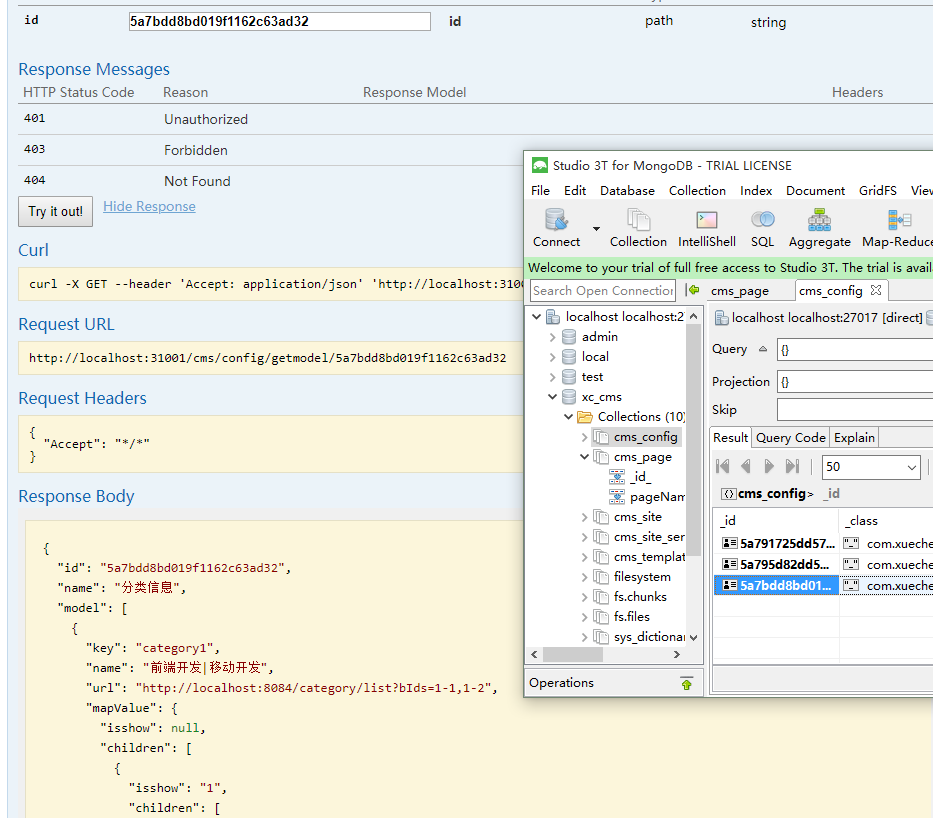 id 5a7bdd8bd019f1162c63ad32 id path string
Response Messages
HTTP Status Code Reason Response Model Headers
401 Unauthorized
403 Forbidden
404 Not Found
Try it out! Hide Response
Curl
curl -X GET --header 'Accept: application/json' 'http://localhost:3100
Request URL
http://localhost:31001/cms/config/getmodel/5a7bdd8bd019f1162c63ad32
Request Headers
{
"Accept": "*/*"
}
Response Body
{
"id": "5a7bdd8bd019f1162c63ad32",
"name": "分类信息",
"model": [
{
"key": "category1",
"name": "前端开发|移动开发",
"url": "http://localhost:8084/category/list?bIds=1-1,1-2",
"mapValue": {
"isshow": null,
"children": [
{
"isshow": "1",
"children": [
Studio 3T for MongoDB - TRIAL LICENSE
File Edit Database Collection Index Document GridFS View
Connect Collection IntelliShell SQL Aggregate Map-Reduce
Welcome to your trial of full free access to Studio 3T. The trial is avail
Search Open Connection
localhost localhost:27
admin
local
test
xc_cms
Collections (10)
cms_config
cms_page
_id_
pageNam
cms_site
cms_site_ser
cms_templat
filesystem
fs.chunks
fs.files
sys_dictionar
Operations
cms_page cms_config
localhost localhost:27017 [direct]
Query {}
Projection {}
Skip
Result Query Code Explain
50
cms_config > _id
_id _class
5a791725dd57... com.xueche
5a795d82dd5... com.xueche
5a7bdd8bd01... com.xueche